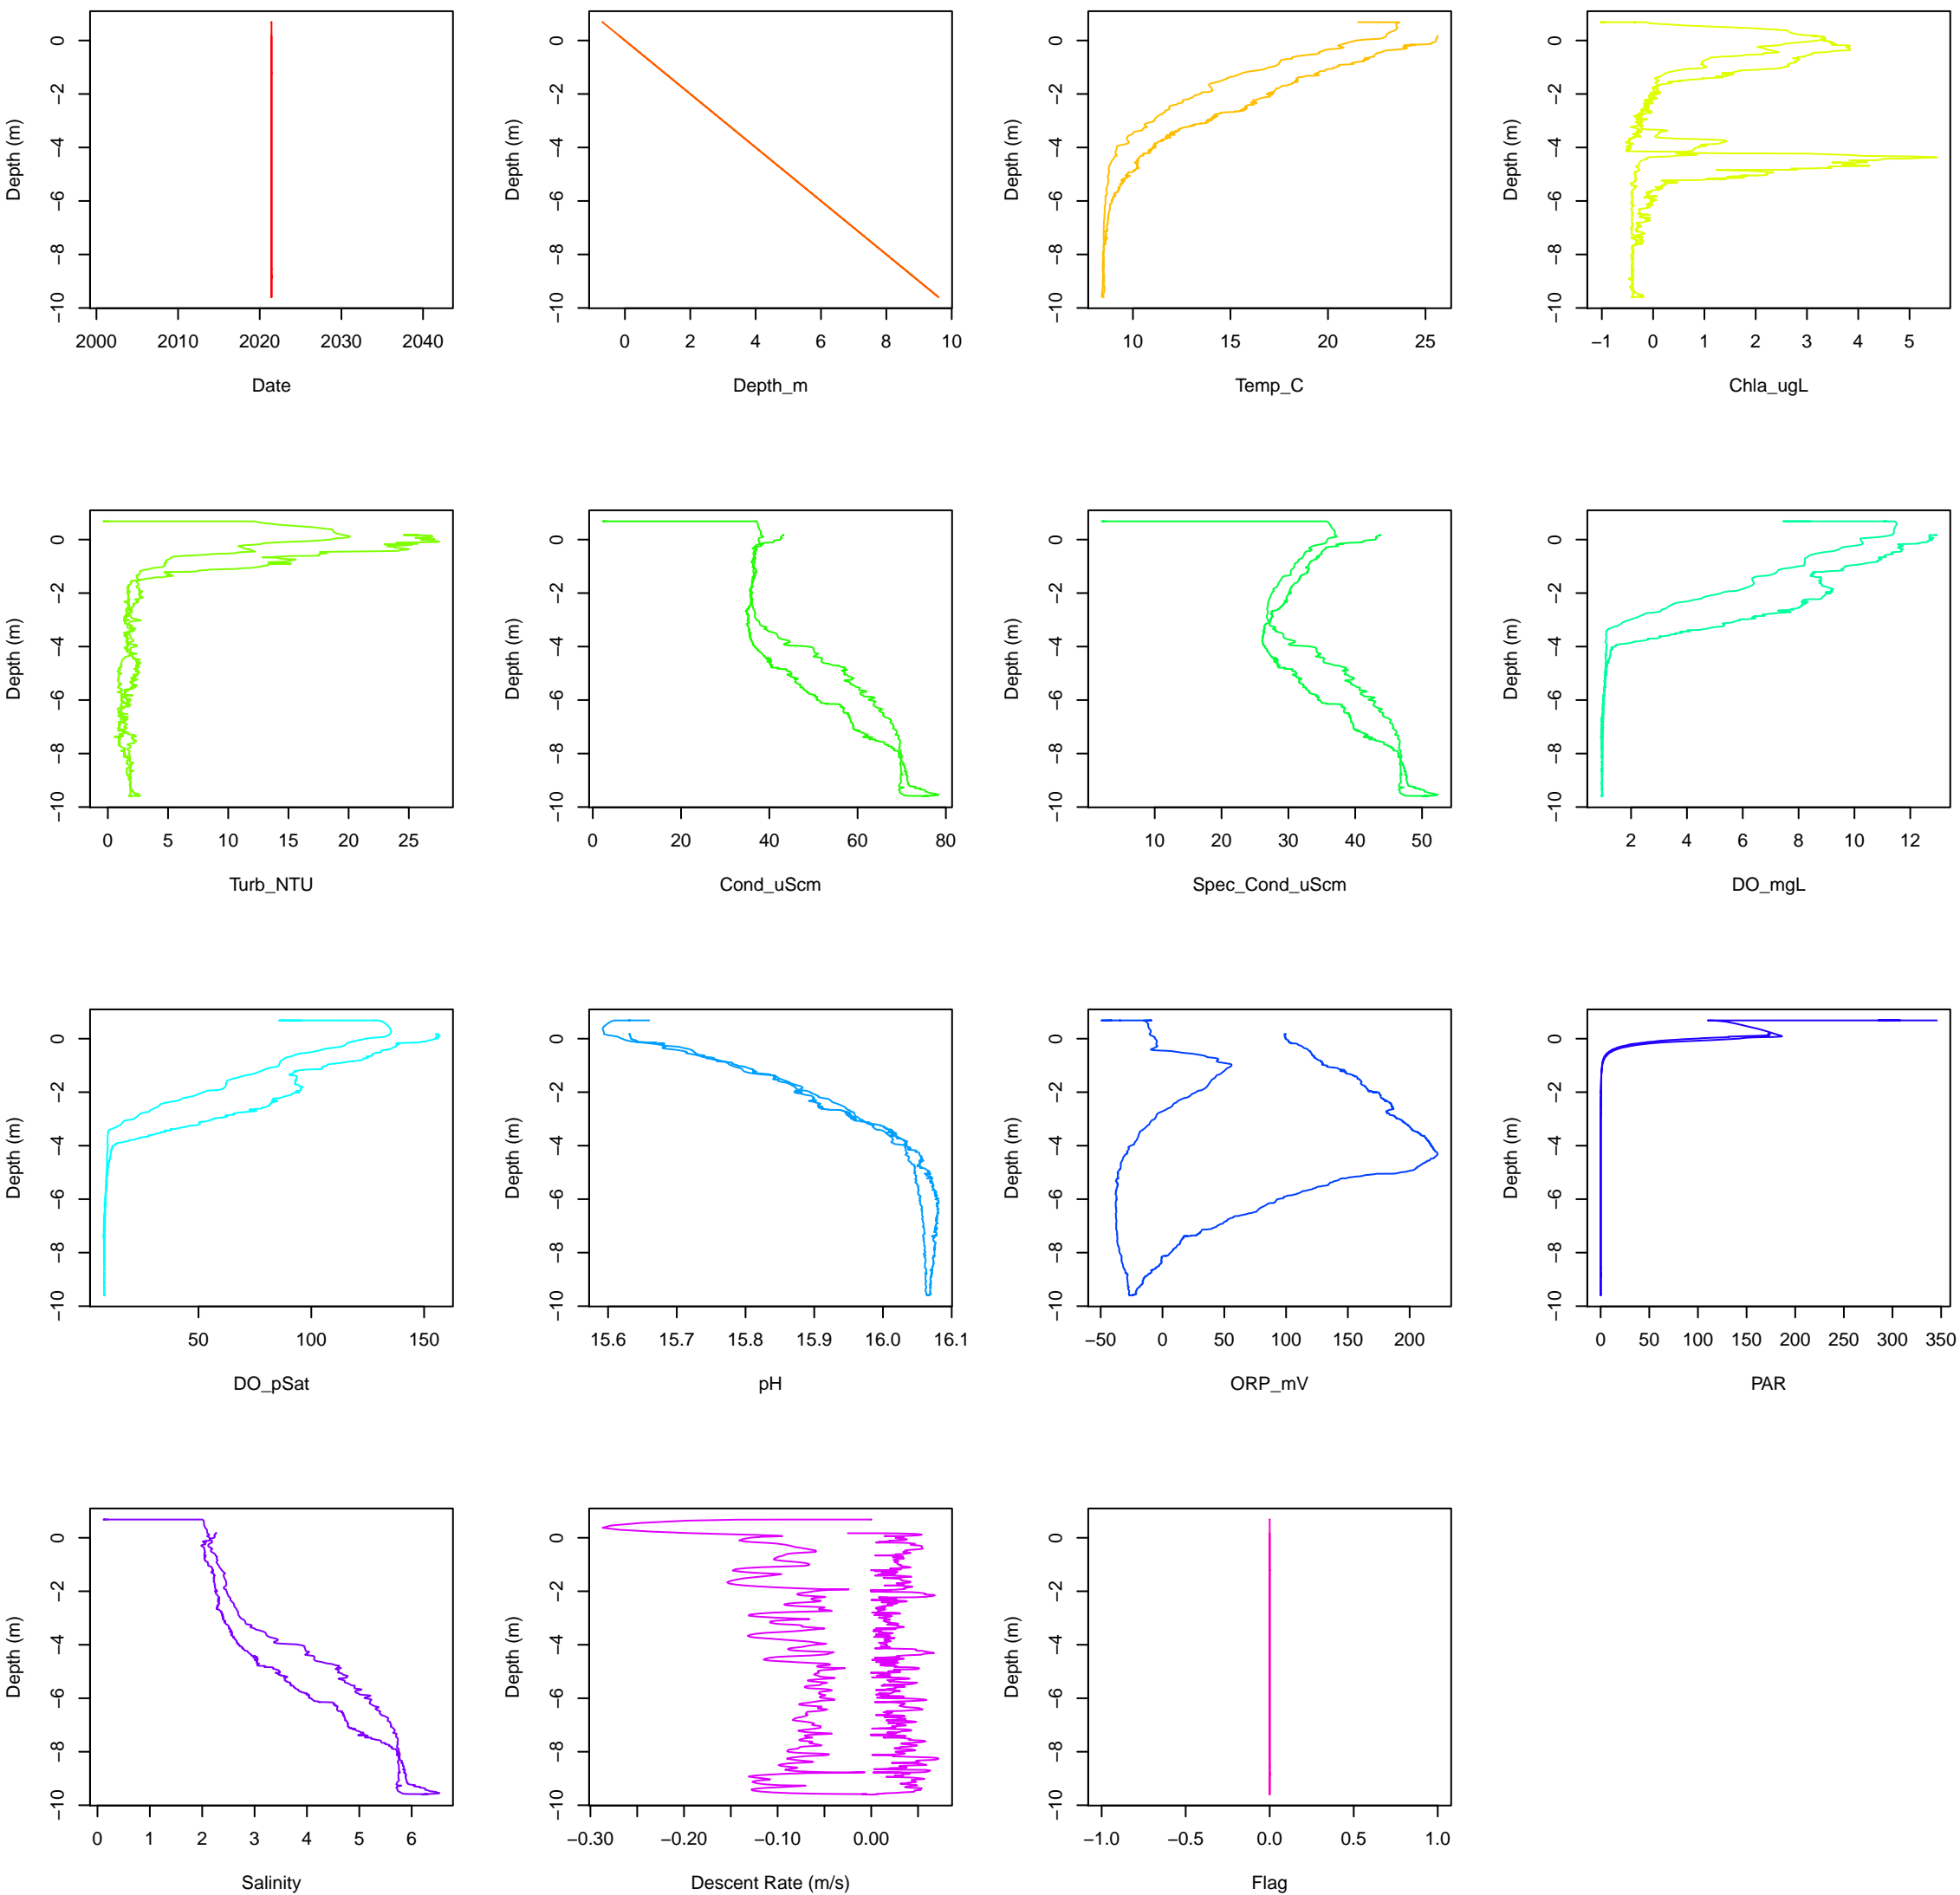 Depth (m)
0
−2
−4
−6
−8
−10
2000 2010 2020 2030 2040
Date
Depth (m)
0
−2
−4
−6
−8
−10
0 2 4 6 8 10
Depth_m
Depth (m)
0
−2
−4
−6
−8
−10
10 15 20 25
Temp_C
Depth (m)
0
−2
−4
−6
−8
−10
−1 0 1 2 3 4 5
Chla_ugL
Depth (m)
0
−2
−4
−6
−8
−10
0 5 10 15 20 25
Turb_NTU
Depth (m)
0
−2
−4
−6
−8
−10
0 20 40 60 80
Cond_uScm
Depth (m)
0
−2
−4
−6
−8
−10
10 20 30 40 50
Spec_Cond_uScm
Depth (m)
0
−2
−4
−6
−8
−10
2 4 6 8 10 12
DO_mgL
Depth (m)
0
−2
−4
−6
−8
−10
50 100 150
DO_pSat
Depth (m)
0
−2
−4
−6
−8
−10
15.6 15.7 15.8 15.9 16.0 16.1
pH
Depth (m)
0
−2
−4
−6
−8
−10
−50 0 50 100 150 200
ORP_mV
Depth (m)
0
−2
−4
−6
−8
−10
0 50 100 150 200 250 300 350
PAR
Depth (m)
0
−2
−4
−6
−8
−10
0 1 2 3 4 5 6
Salinity
Depth (m)
0
−2
−4
−6
−8
−10
−0.30 −0.20 −0.10 0.00
Descent Rate (m/s)
Depth (m)
0
−2
−4
−6
−8
−10
−1.0 −0.5 0.0 0.5 1.0
Flag